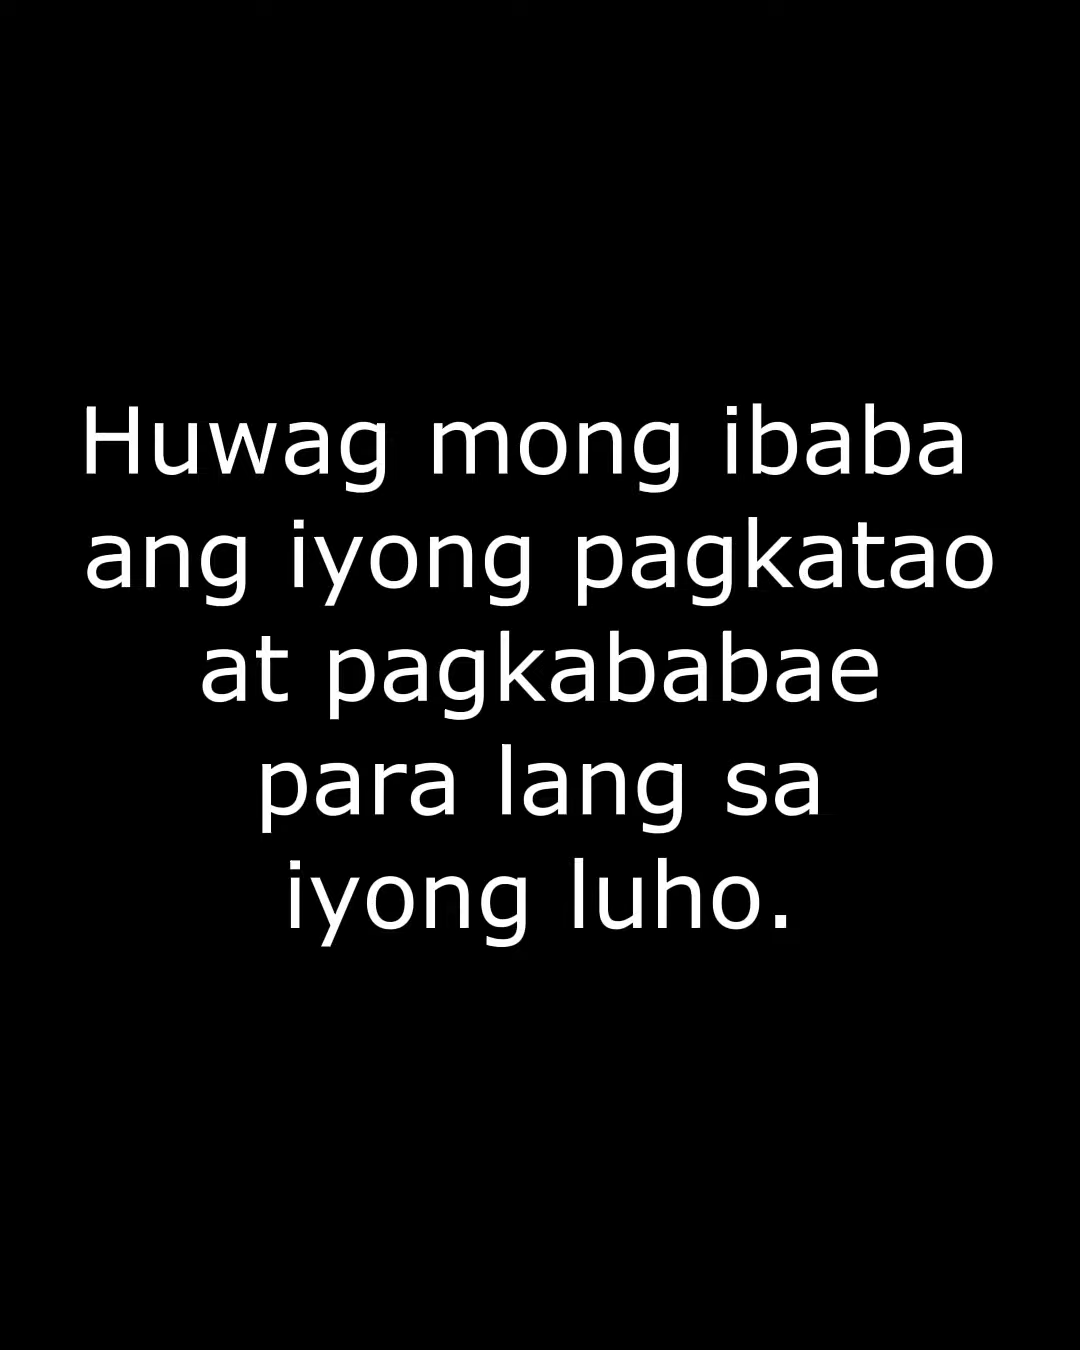 Huwag mong ibaba
ang iyong pagkatao
at pagkababae
para lang sa
iyong luho.